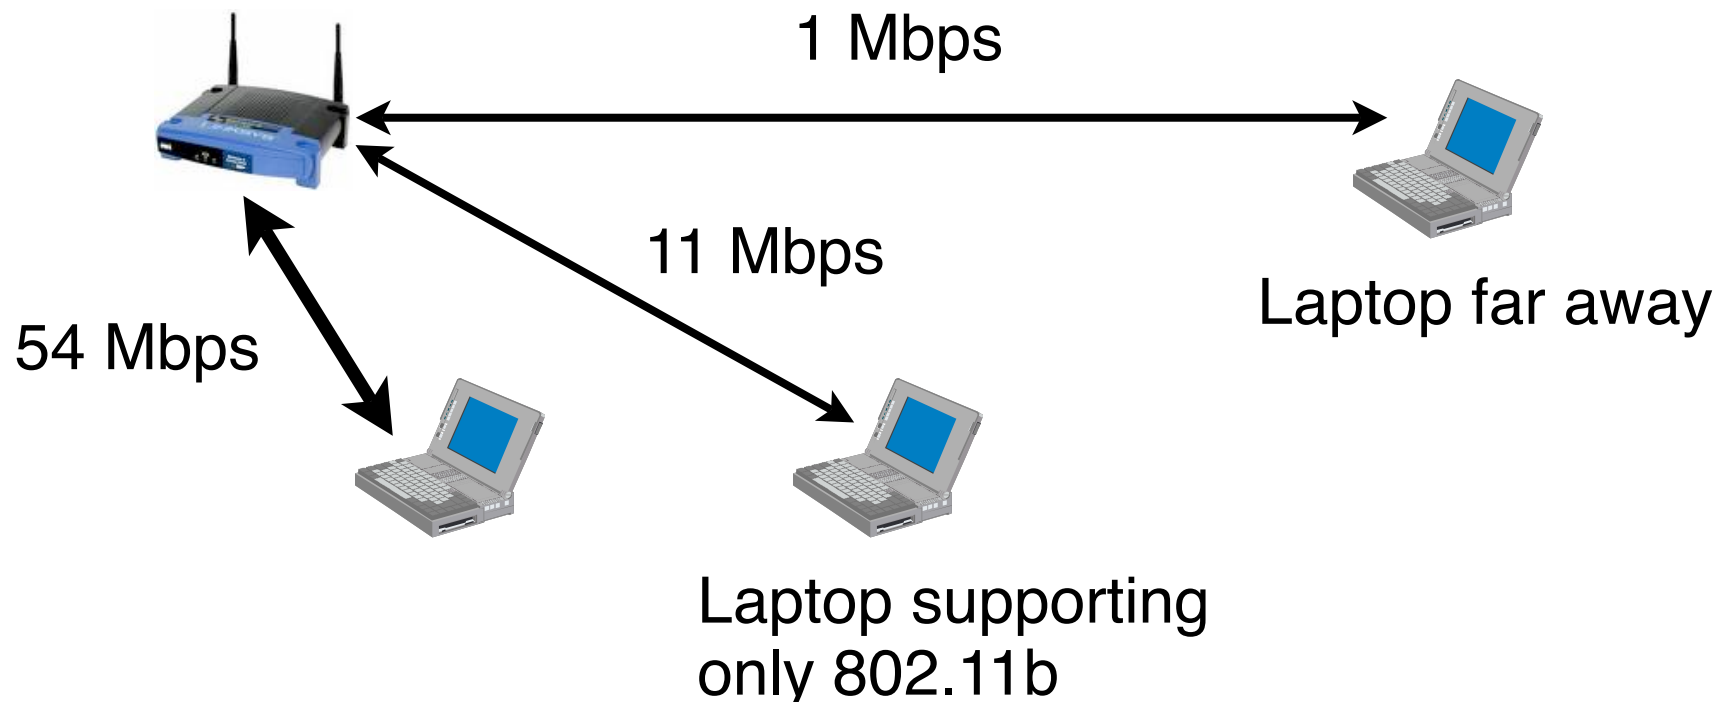 1 Mbps
11 Mbps
54 Mbps
Laptop far away
Laptop supporting
only 802.11b